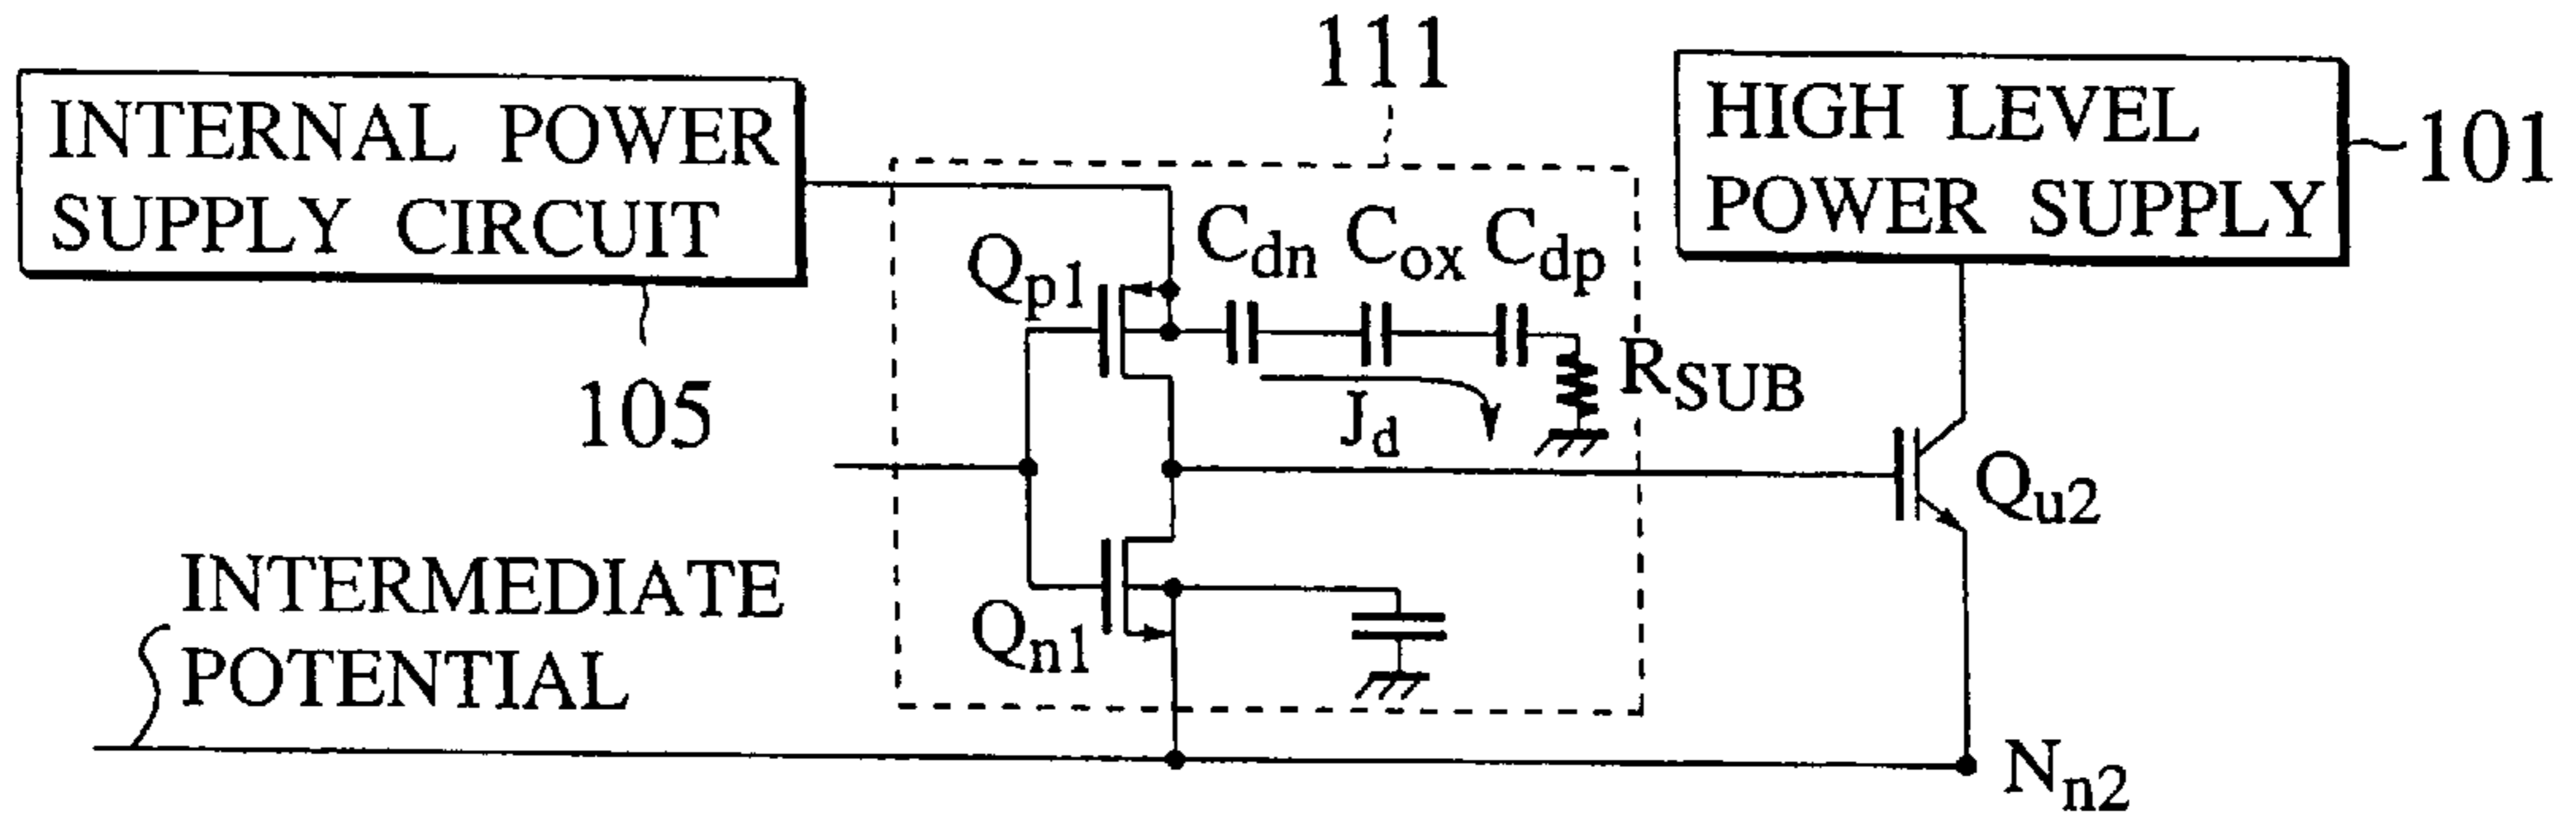 111
INTERNAL POWER
SUPPLY CIRCUIT
HIGH LEVEL
POWER SUPPLY
101
105
Qp1
Cdn
Cox
Cdp
RSUB
Jd
Qu2
INTERMEDIATE
POTENTIAL
Qn1
Nn2